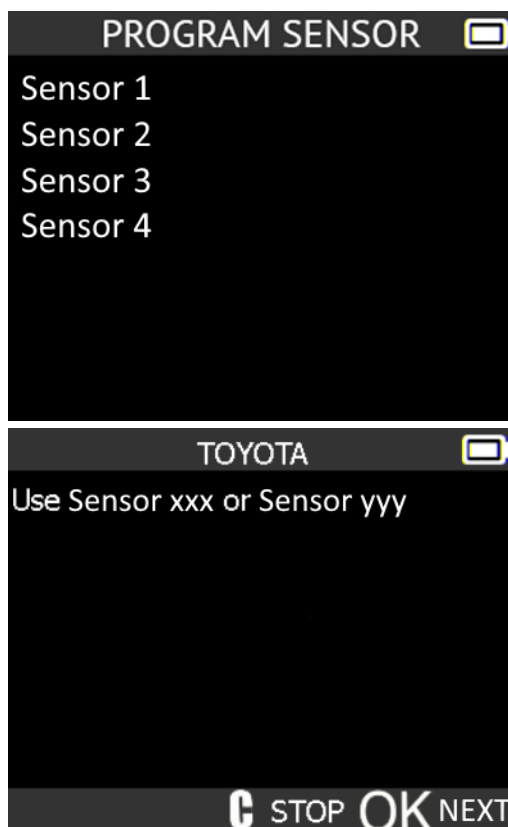 PROGRAM SENSOR
Sensor 1
Sensor 2
Sensor 3
Sensor 4
TOYOTA
Use Sensor xxx or Sensor yyy
C STOP OK NEXT